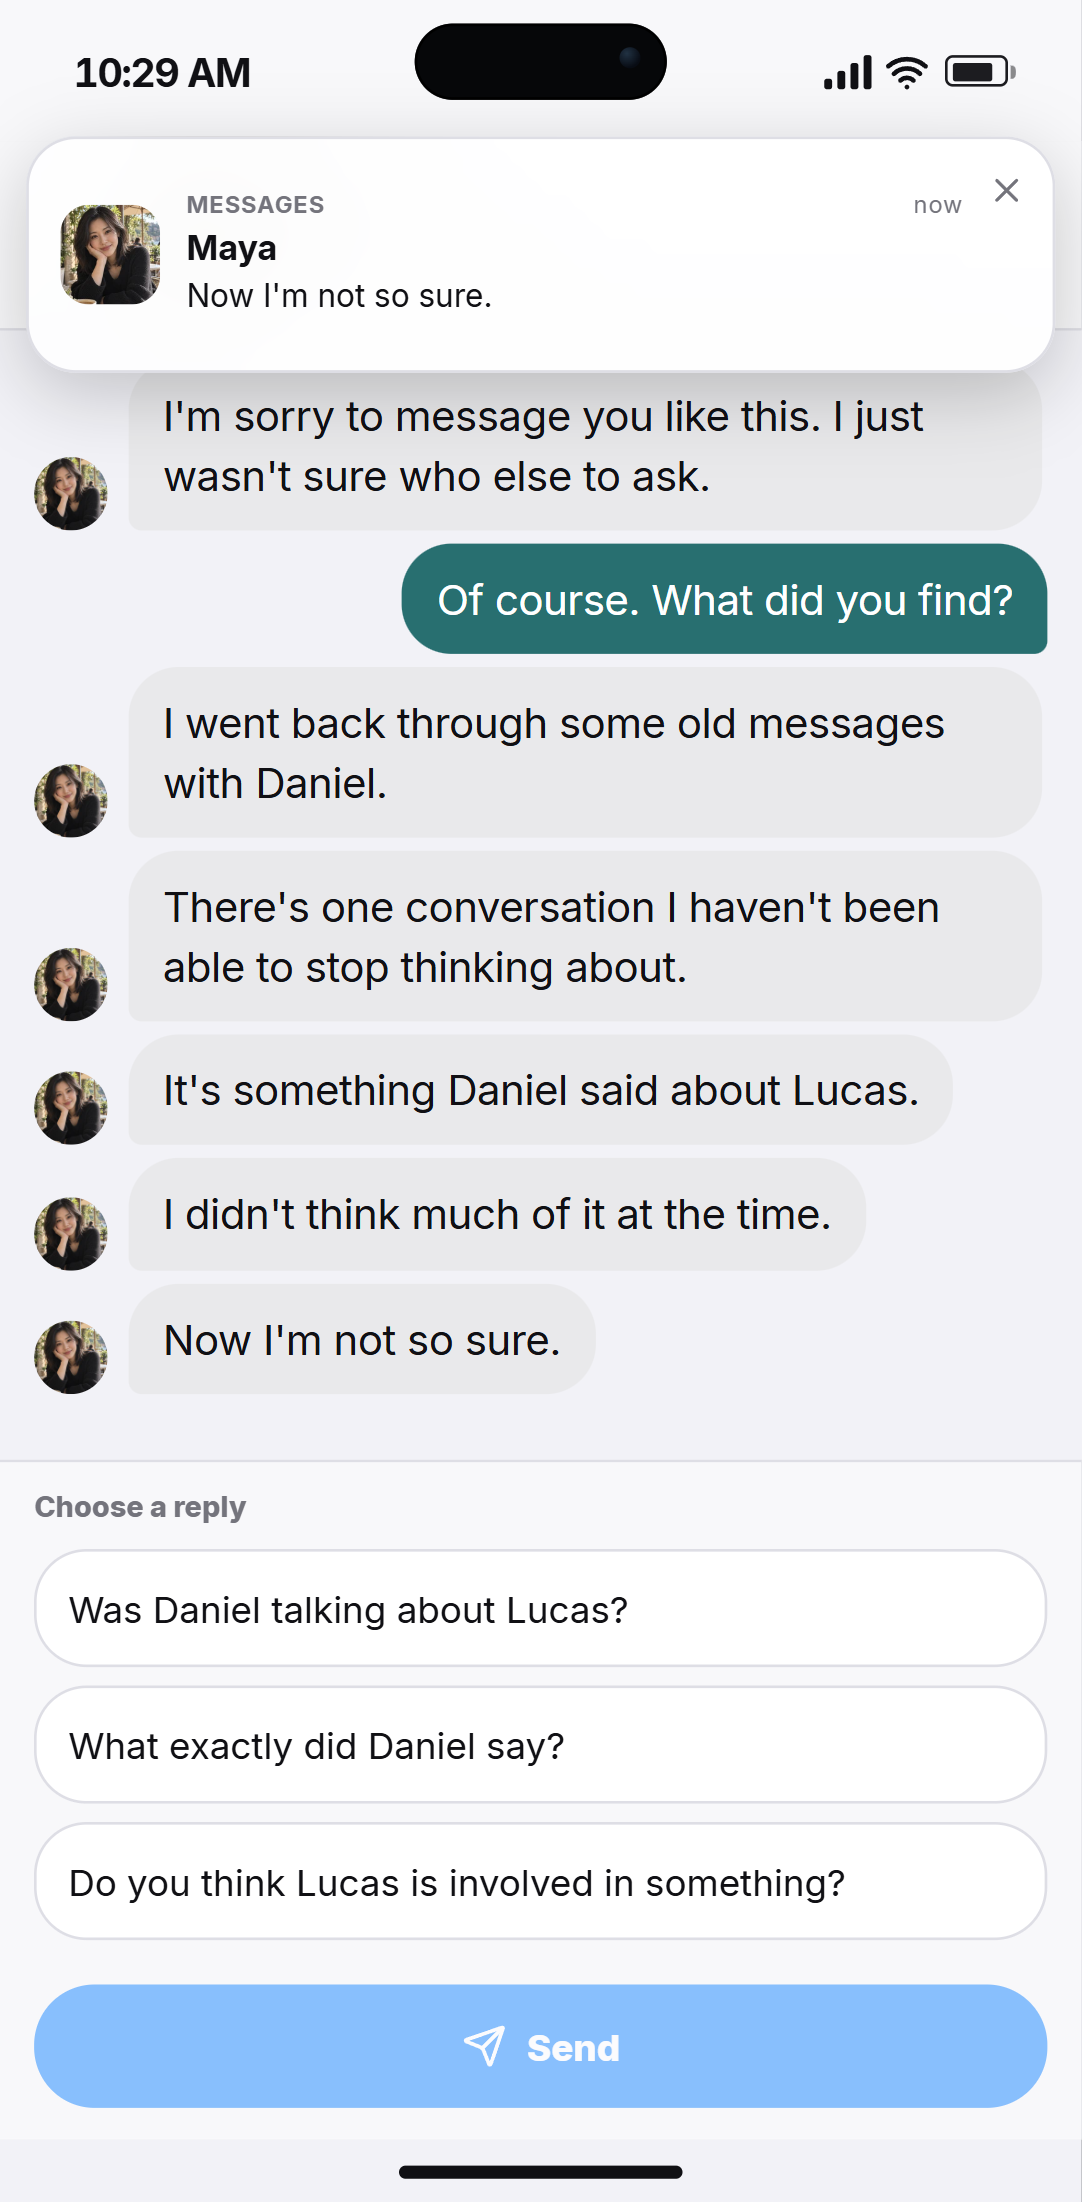 10:29 AM
MESSAGES
now
Maya
Now I'm not so sure.
I'm sorry to message you like this. I just
wasn't sure who else to ask.
Of course. What did you find?
I went back through some old messages
with Daniel.
There's one conversation I haven't been
able to stop thinking about.
It's something Daniel said about Lucas.
I didn't think much of it at the time.
Now I'm not so sure.
Choose a reply
Was Daniel talking about Lucas?
What exactly did Daniel say?
Do you think Lucas is involved in something?
Send